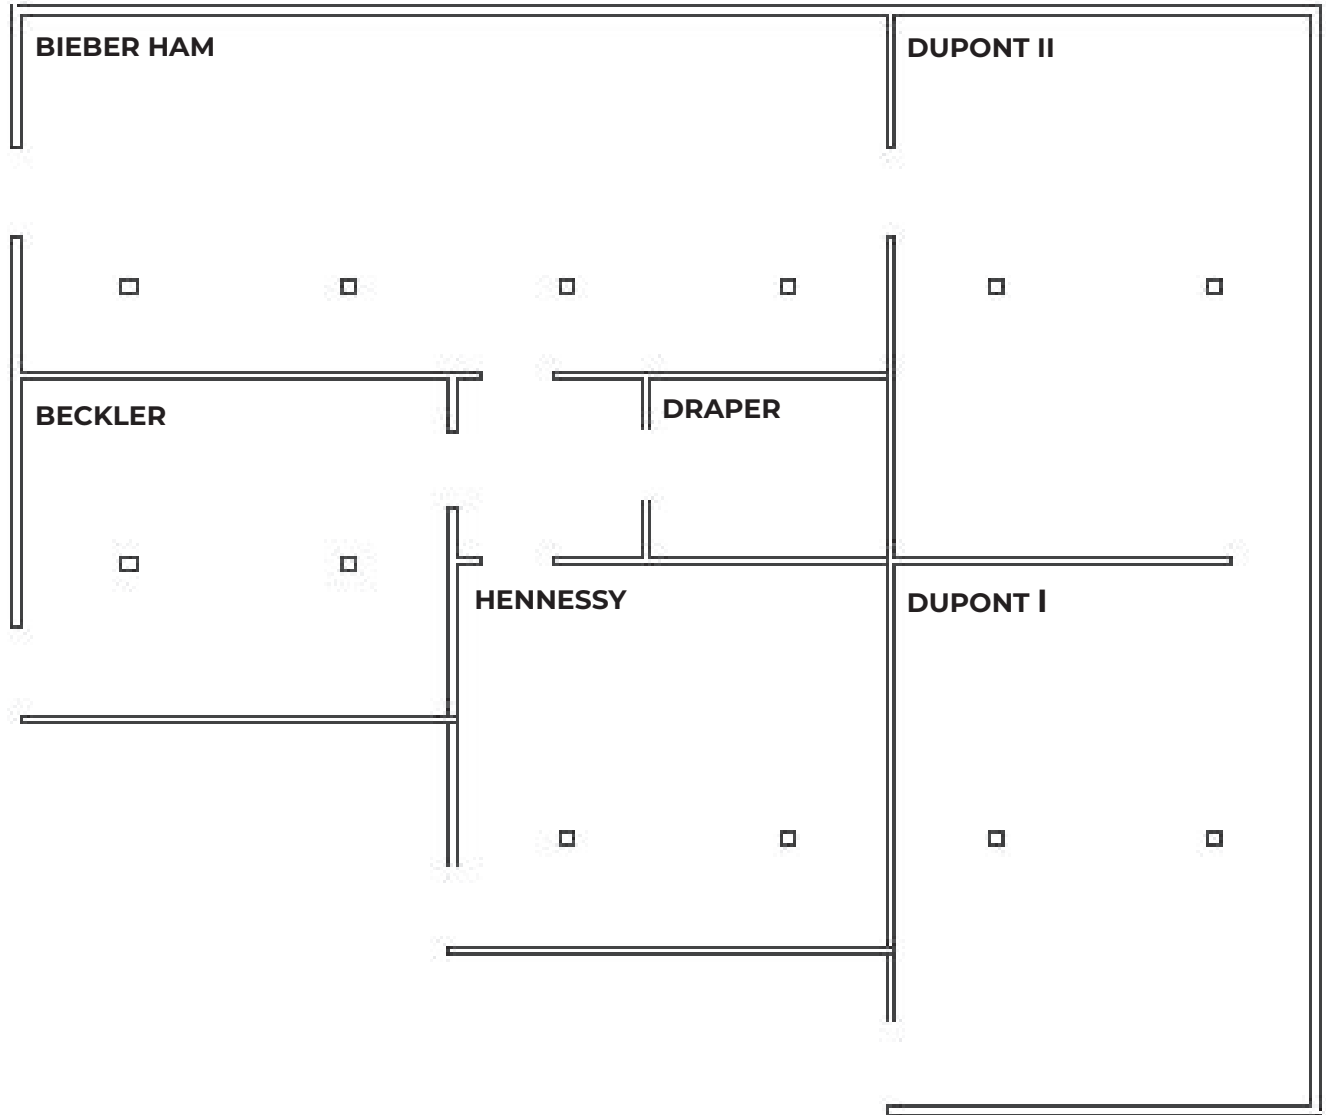 BIEBER HAM
DUPONT II
BECKLER
DRAPER
HENNESSY
DUPONT I